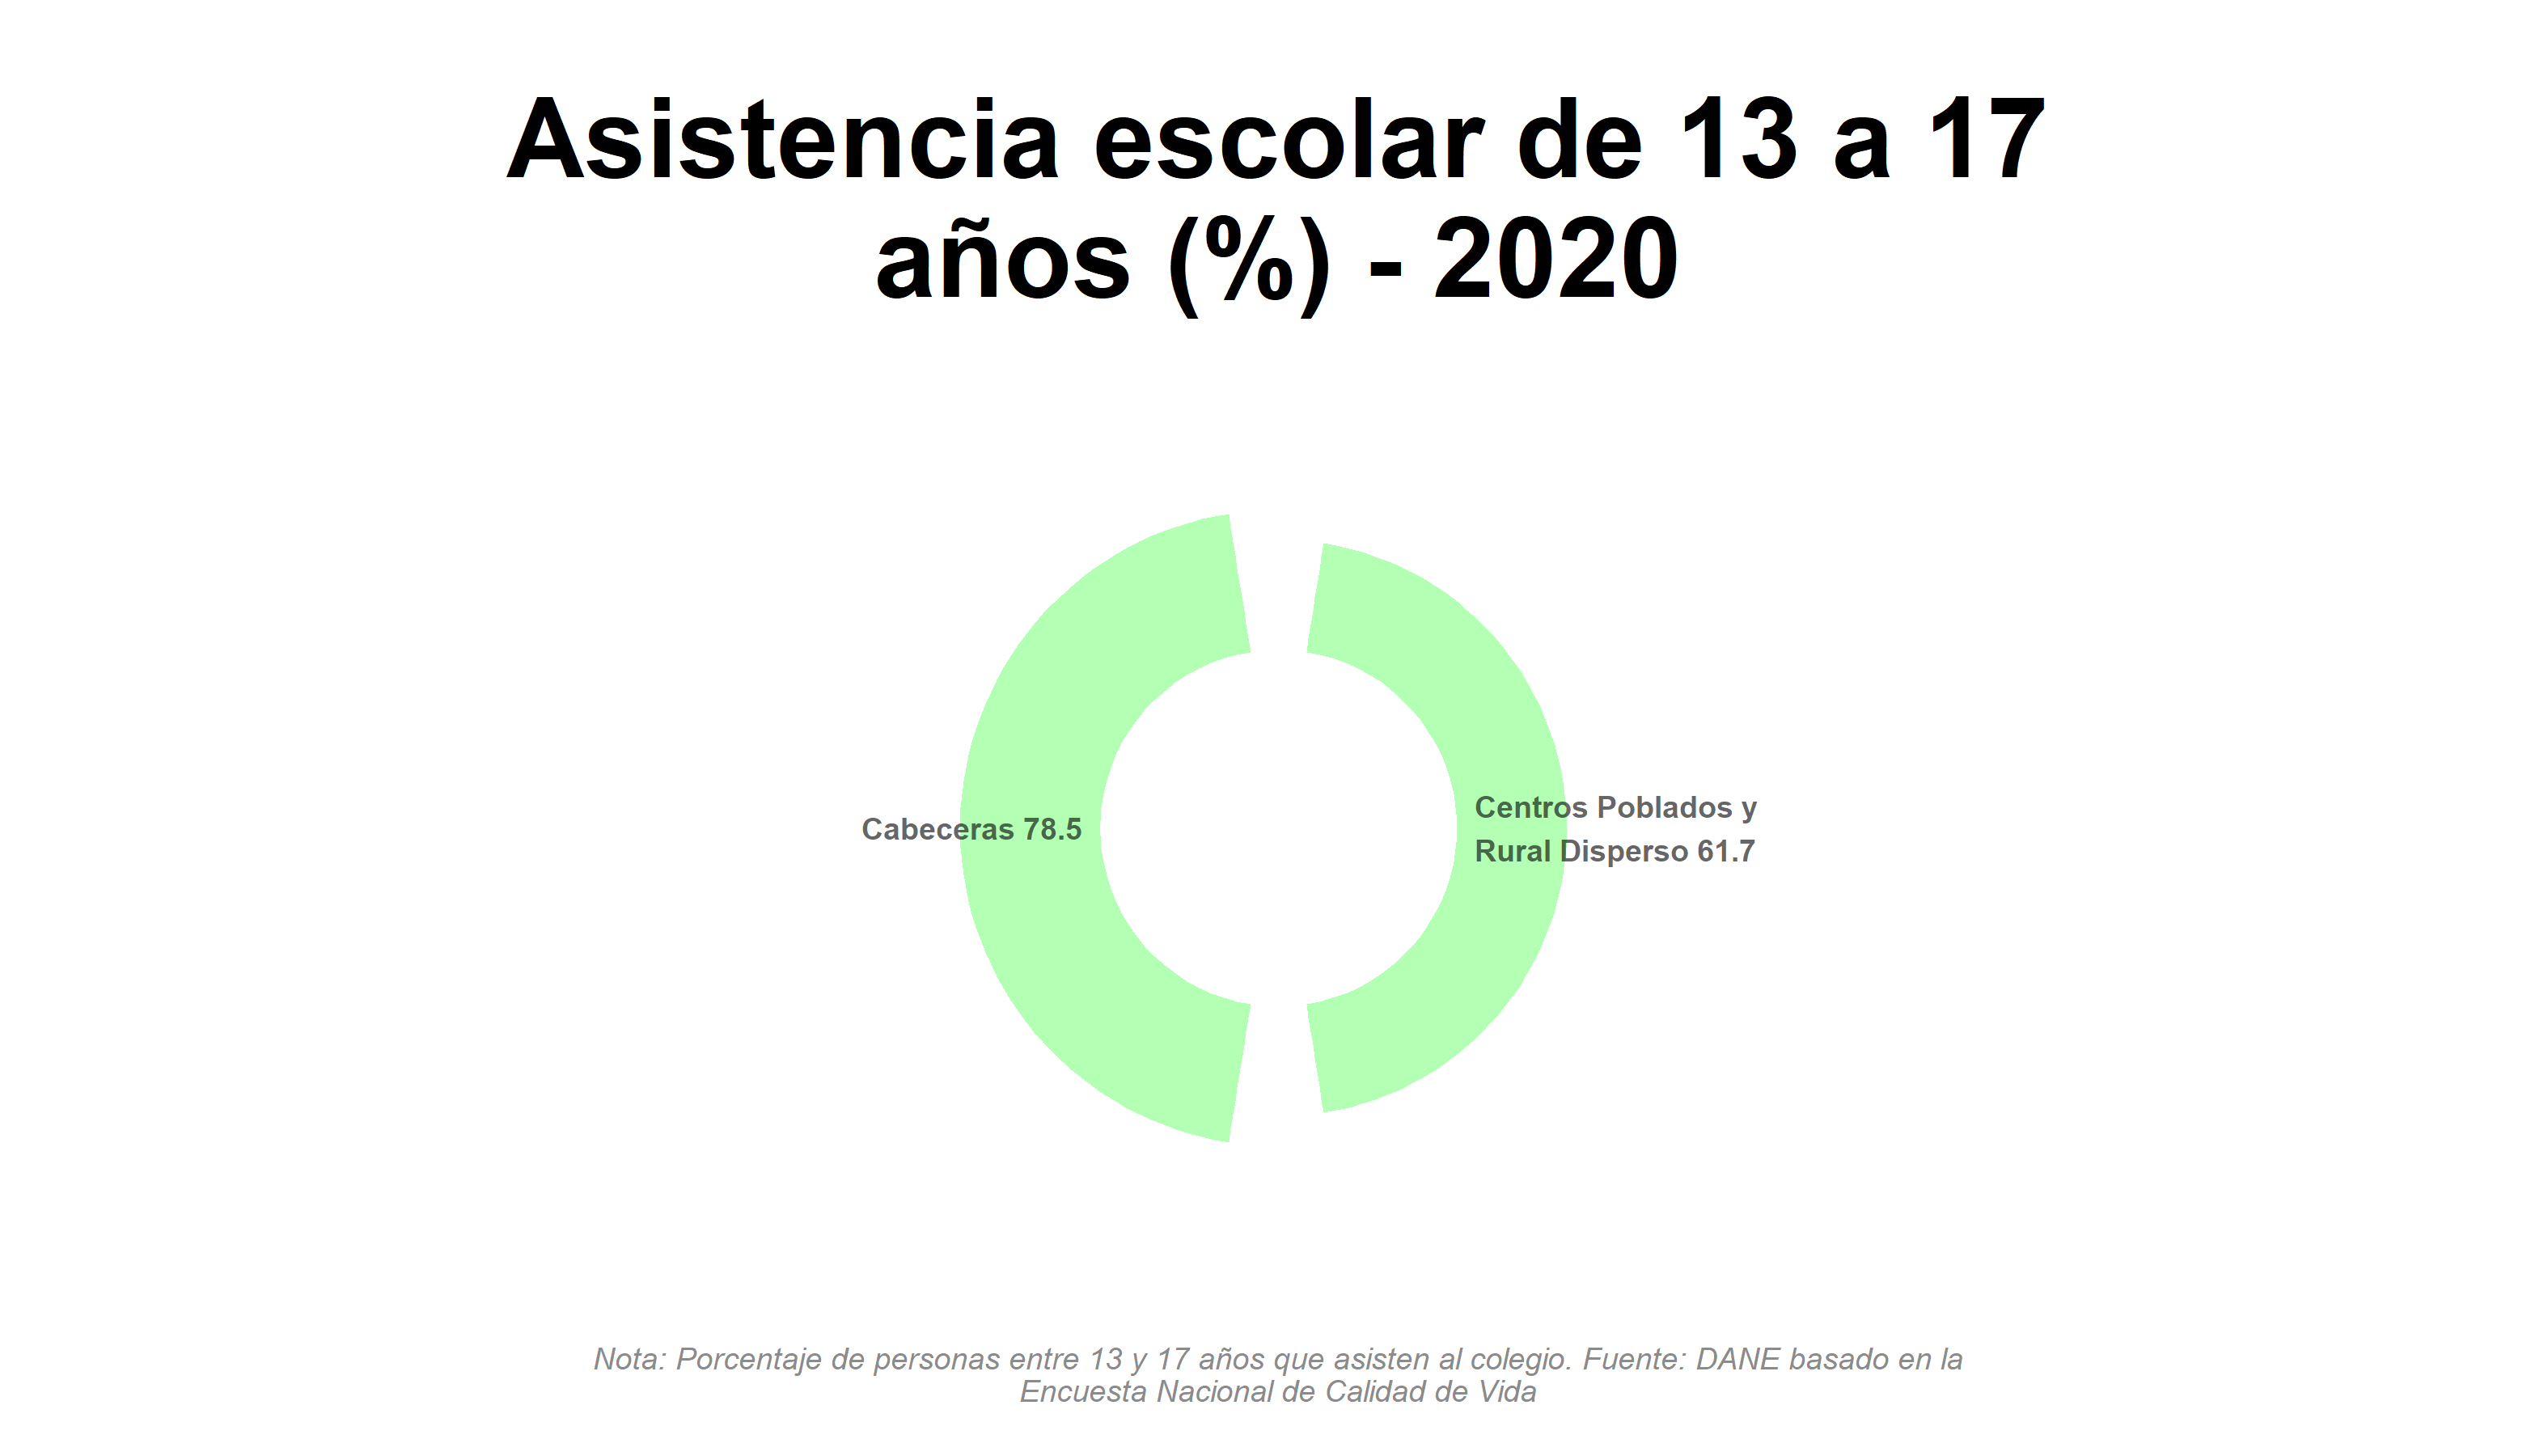 Asistencia escolar de 13 a 17
años (%) - 2020
Cabeceras 78.5
Centros Poblados y
Rural Disperso 61.7
Nota: Porcentaje de personas entre 13 y 17 años que asisten al colegio. Fuente: DANE basado en la
Encuesta Nacional de Calidad de Vida